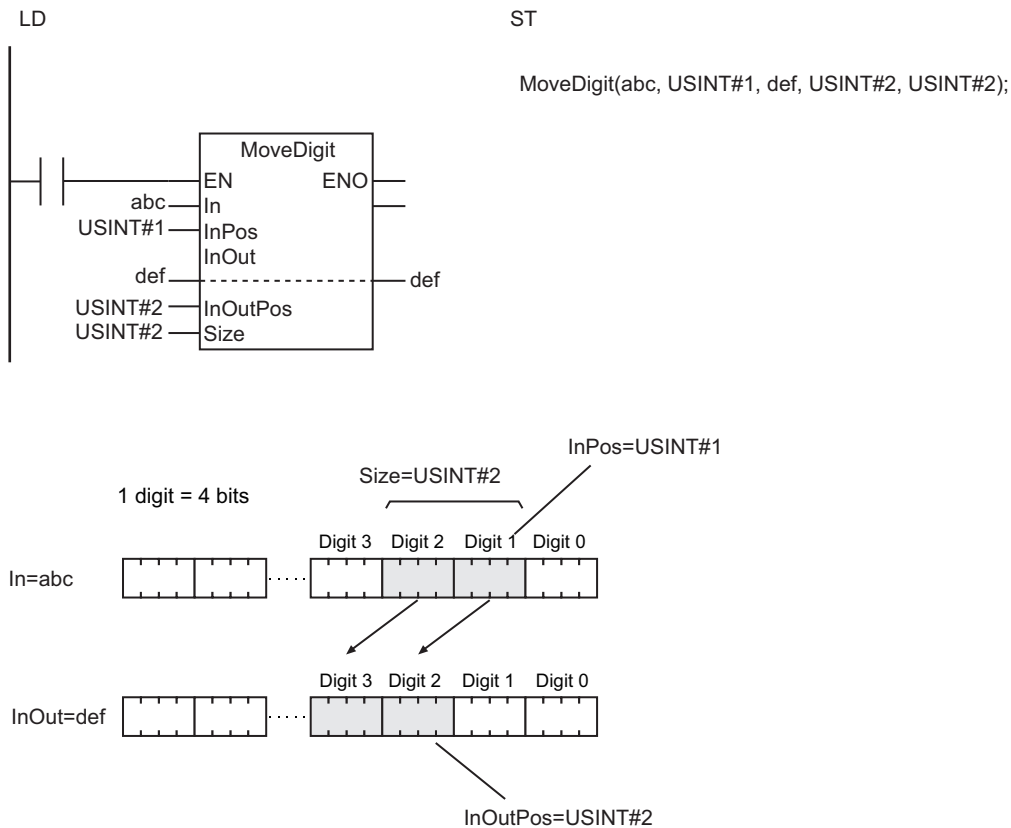 LD
ST
MoveDigit(abc, USINT#1, def, USINT#2, USINT#2);
MoveDigit
EN ENO
abc In
USINT#1 InPos
InOut
def def
USINT#2 InOutPos
USINT#2 Size
InPos=USINT#1
Size=USINT#2
1 digit = 4 bits
Digit 3 Digit 2 Digit 1 Digit 0
In=abc
Digit 3 Digit 2 Digit 1 Digit 0
InOut=def
InOutPos=USINT#2